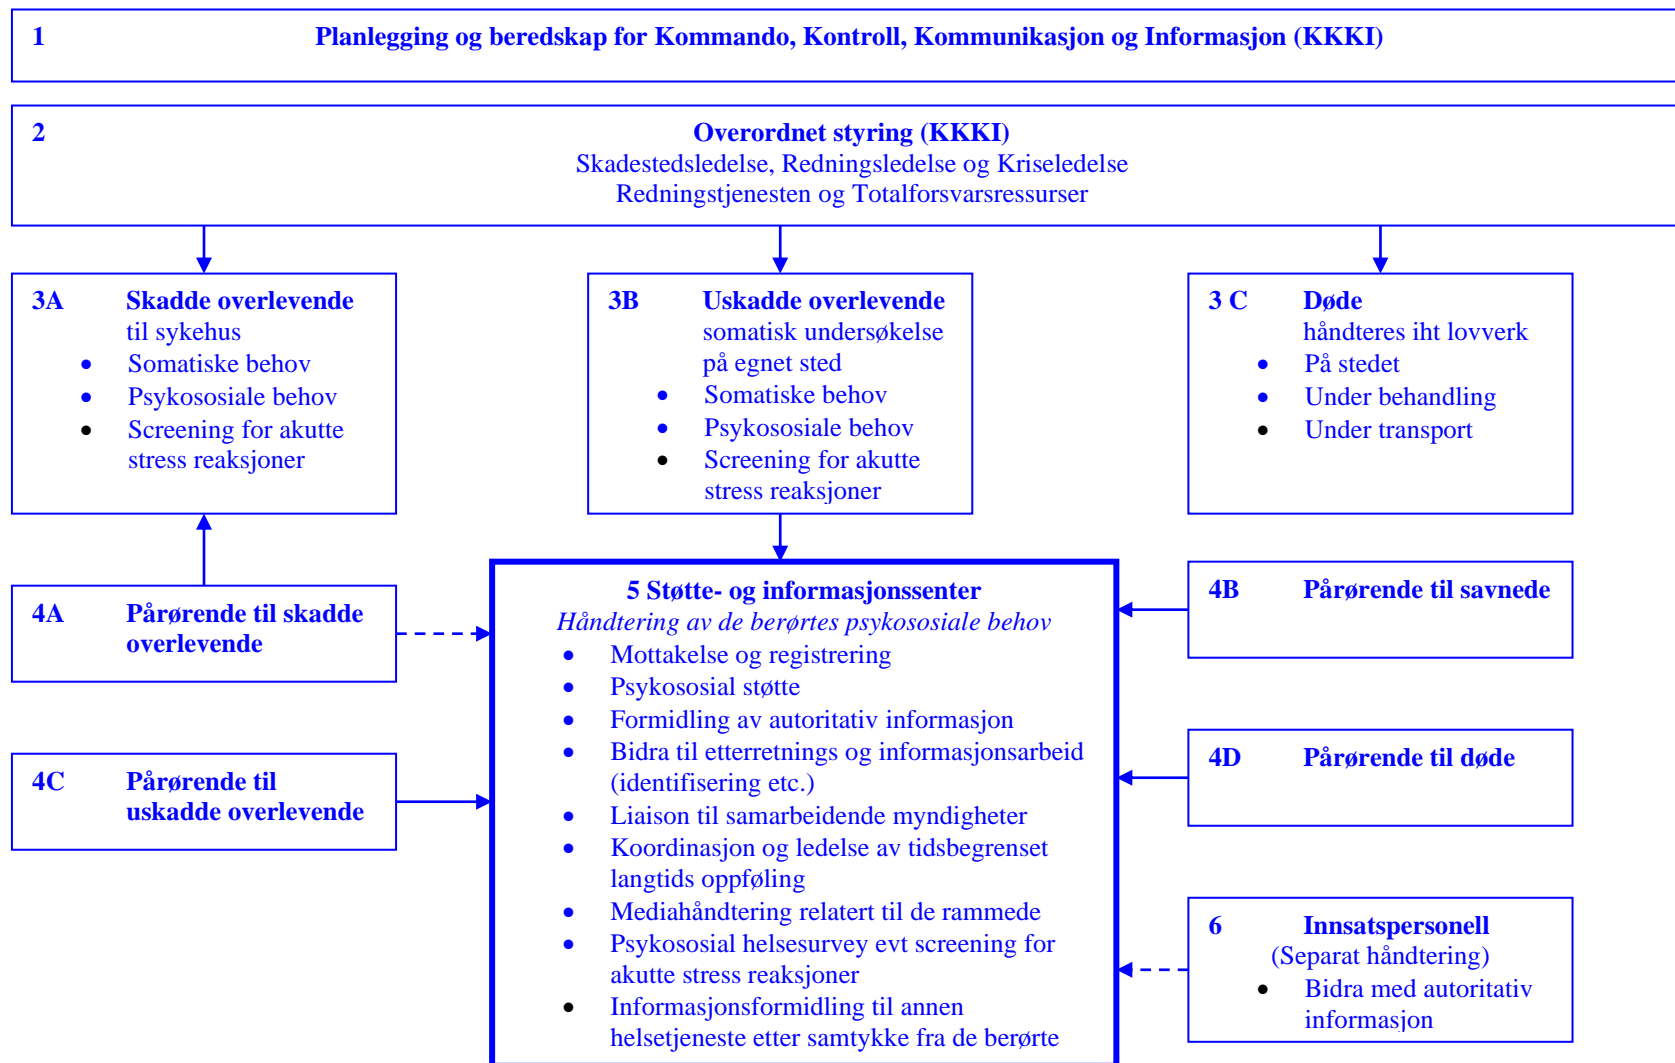 1 Planlegging og beredskap for Kommando, Kontroll, Kommunikasjon og Informasjon (KKKI)
2 Overordnet styring (KKKI)
Skadestedsledelse, Redningsledelse og Kriseledelse
Redningstjenesten og Totalforsvarsressurser
3A Skadde overlevende
til sykehus
• Somatiske behov
• Psykososiale behov
• Screening for akutte
stress reaksjoner
3B Uskadde overlevende
somatisk undersøkelse
på egnet sted
• Somatiske behov
• Psykososiale behov
• Screening for akutte
stress reaksjoner
3 C Døde
håndteres iht lovverk
• På stedet
• Under behandling
• Under transport
4A Pårørende til skadde
overlevende
4C Pårørende til
uskadde overlevende
5 Støtte- og informasjonssenter
Håndtering av de berørtes psykososiale behov
• Mottakelse og registrering
• Psykososial støtte
• Formidling av autoritativ informasjon
• Bidra til etterretnings og informasjonsarbeid
(identifisering etc.)
• Liaison til samarbeidende myndigheter
• Koordinasjon og ledelse av tidsbegrenset
langtids oppføling
• Mediahåndtering relatert til de rammede
• Psykososial helsesurvey evt screening for
akutte stress reaksjoner
• Informasjonsformidling til annen
helsetjeneste etter samtykke fra de berørte
4B Pårørende til savnede
4D Pårørende til døde
6 Innsatspersonell
(Separat håndtering)
• Bidra med autoritativ
informasjon